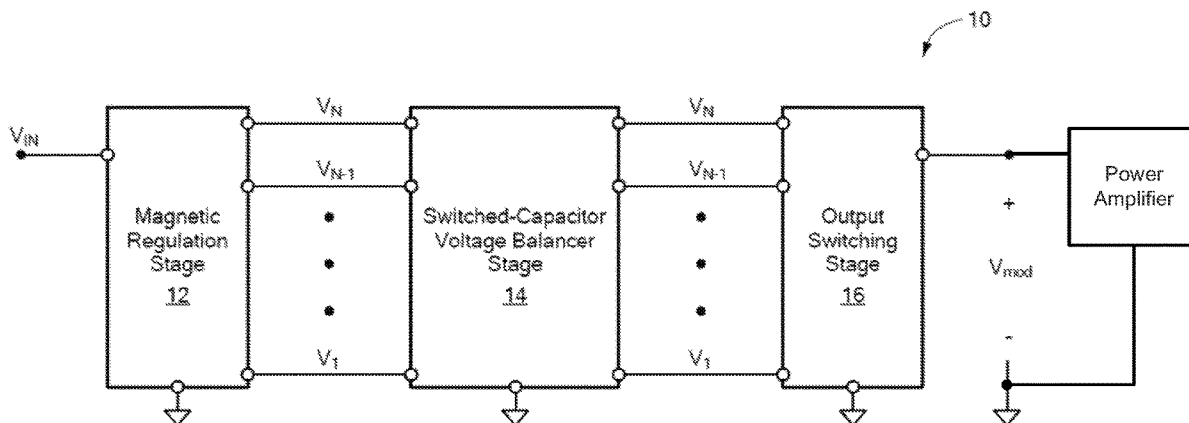 10
V_IN
V_N
V_N
V_N-1
V_N-1
Magnetic
Regulation
Stage
12
Switched-Capacitor
Voltage Balancer
Stage
14
Output
Switching
Stage
16
Power
Amplifier
+
V_mod
-
V_1
V_1